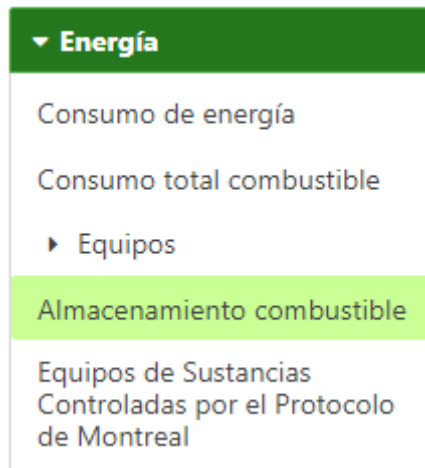 Energía
Consumo de energía
Consumo total combustible
Equipos
Almacenamiento combustible
Equipos de Sustancias
Controladas por el Protocolo
de Montreal